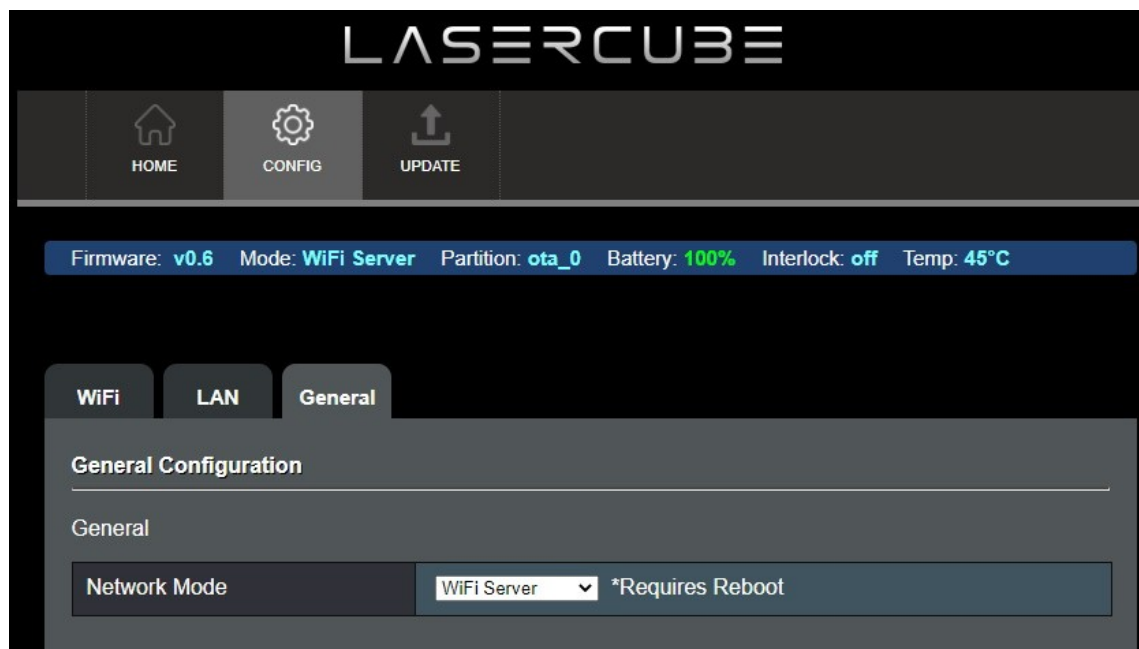 LASERCUBE
HOME CONFIG UPDATE
Firmware: v0.6 Mode: WiFi Server Partition: ota_0 Battery: 100% Interlock: off Temp: 45°C
WiFi LAN General
General Configuration
General
Network Mode WiFi Server *Requires Reboot